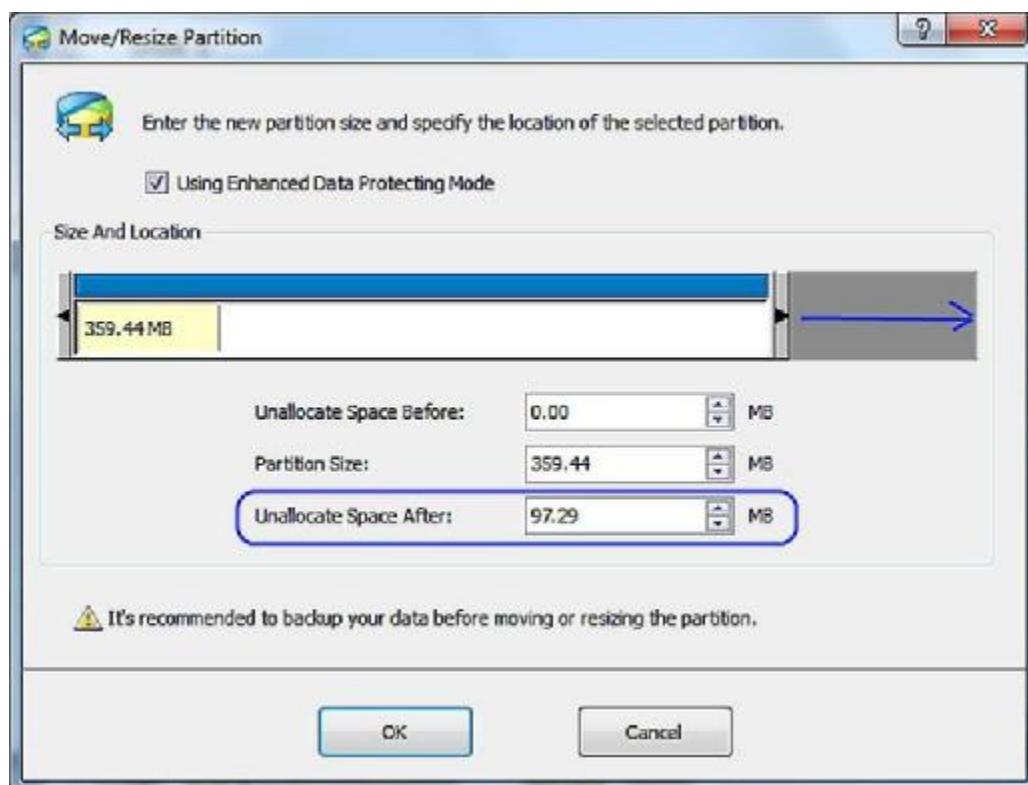 Move/Resize Partition
Enter the new partition size and specify the location of the selected partition.
Using Enhanced Data Protecting Mode
Size And Location
359.44MB
Unallocate Space Before: 0.00 MB
Partition Size: 359.44 MB
Unallocate Space After: 97.29 MB
It's recommended to backup your data before moving or resizing the partition.
OK Cancel